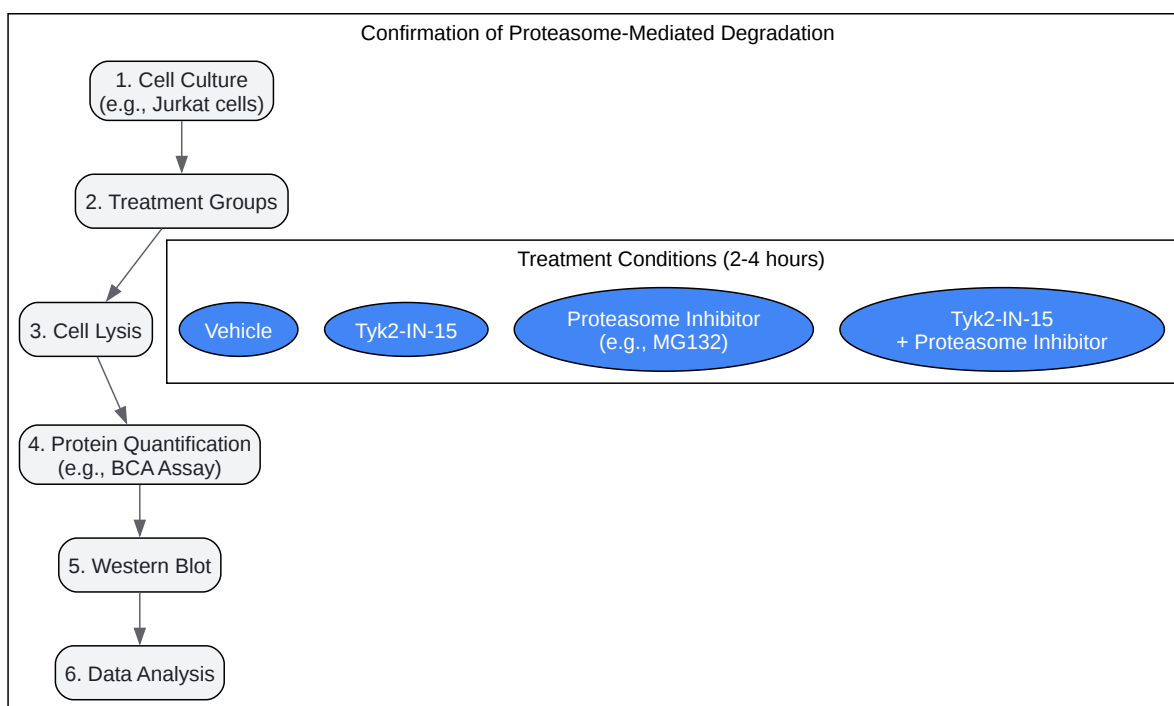 Confirmation of Proteasome-Mediated Degradation
1. Cell Culture
(e.g., Jurkat cells)
2. Treatment Groups
Treatment Conditions (2-4 hours)
Vehicle
Tyk2-IN-15
Proteasome Inhibitor
(e.g., MG132)
Tyk2-IN-15
+ Proteasome Inhibitor
3. Cell Lysis
4. Protein Quantification
(e.g., BCA Assay)
5. Western Blot
6. Data Analysis